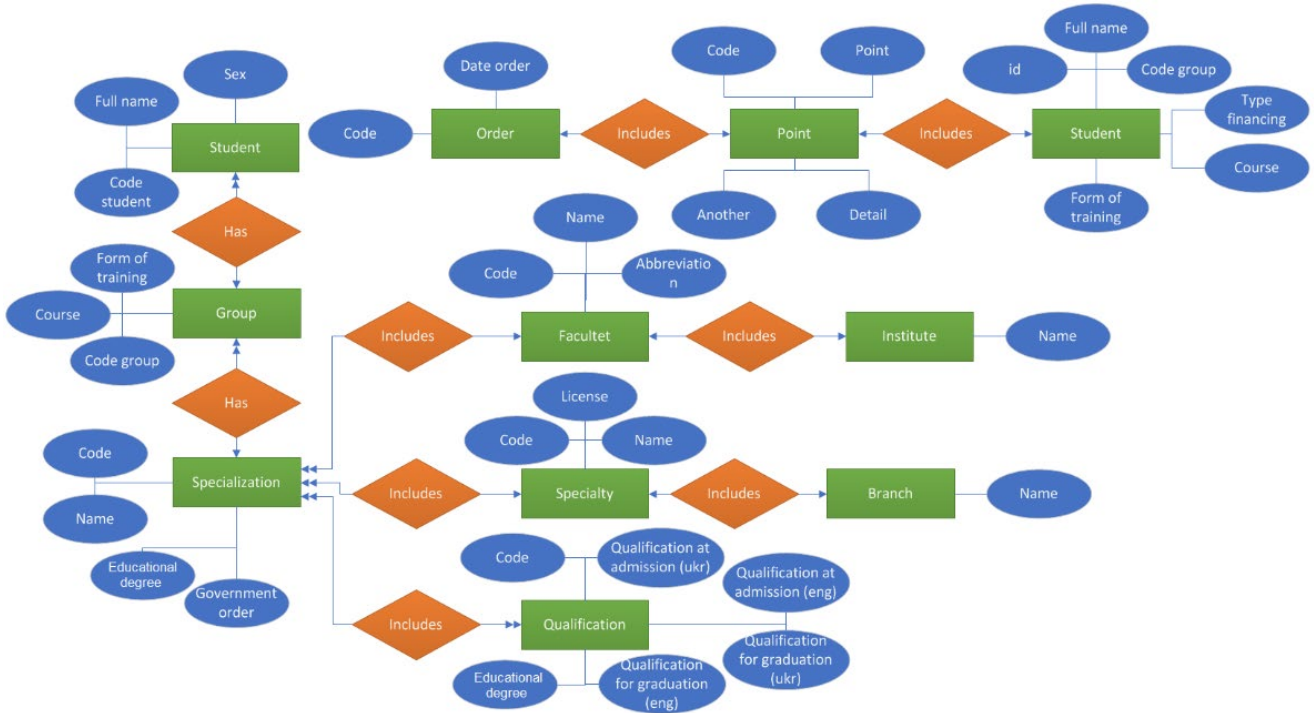 Full name
Code
Point
Sex
Date order
id
Code group
Full name
Type
financing
Code
Order
Includes
Point
Includes
Student
Student
Course
Code
student
Another
Detail
Form of
training
Name
Has
Form of
training
Code
Abbreviatio
n
Course
Group
Includes
Facultet
Includes
Institute
Name
Code group
License
Has
Code
Name
Code
Specialization
Includes
Specialty
Includes
Branch
Name
Name
Code
Qualification at
admission (ukr)
Educational
degree
Qualification at
admission (eng)
Government
order
Includes
Qualification
Qualification
for graduation
(ukr)
Educational
degree
Qualification
for graduation
(eng)